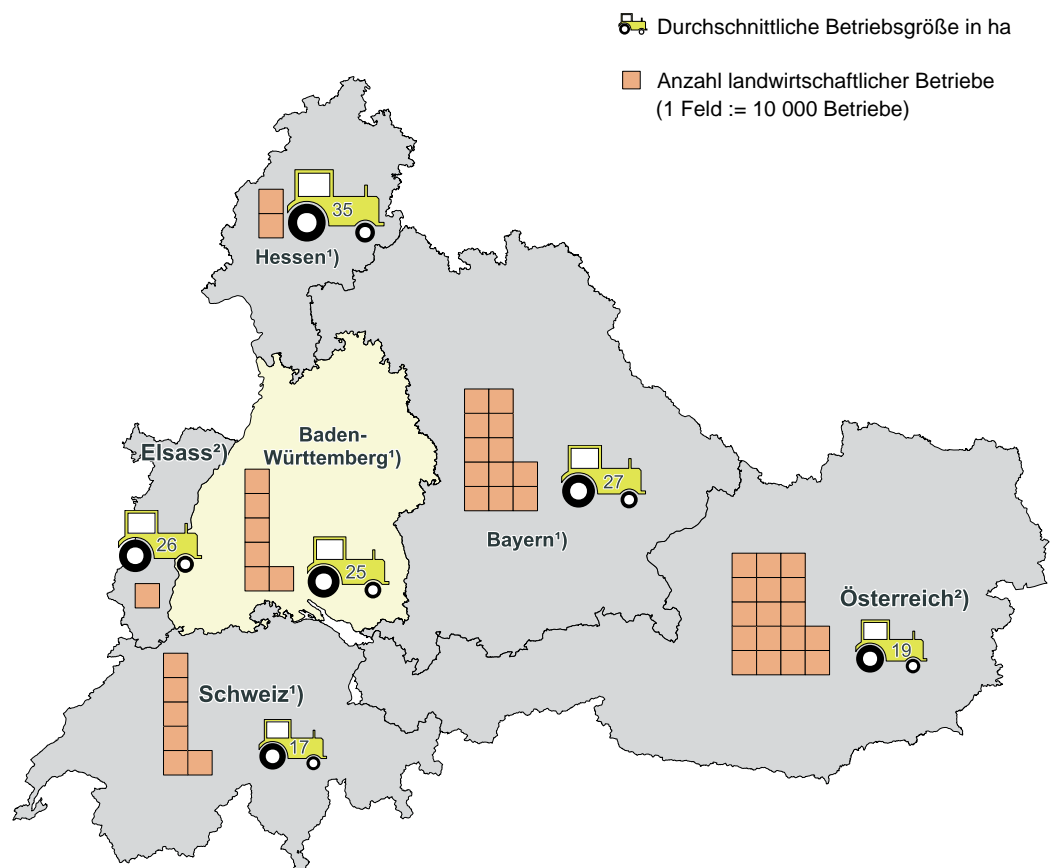 Durchschnittliche Betriebsgröße in ha
Anzahl landwirtschaftlicher Betriebe
(1 Feld := 10 000 Betriebe)
35
Hessen¹)
Baden-
Württemberg¹)
Elsass²)
27
26
25
Bayern¹)
Österreich²)
19
Schweiz¹)
17